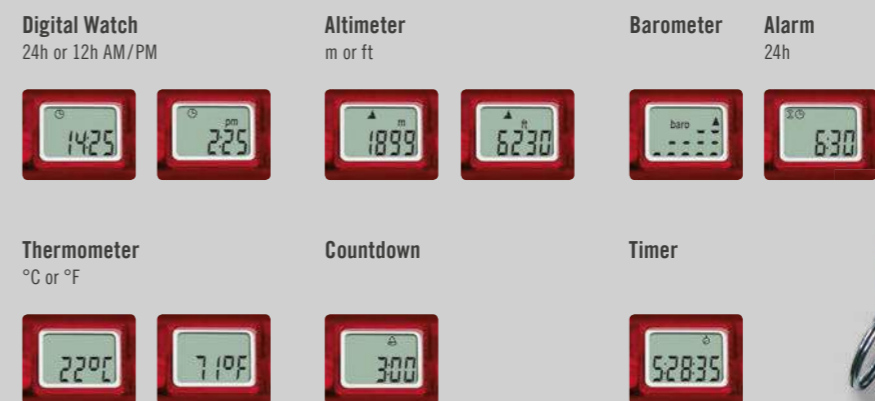 Digital Watch
24h or 12h AM/PM
14:25
pm
2:25
Altimeter
m or ft
m
1899
ft
6230
Barometer
baro
Alarm
24h
6:30
Thermometer
°C or °F
22°C
71°F
Countdown
3:00
Timer
5:28:35